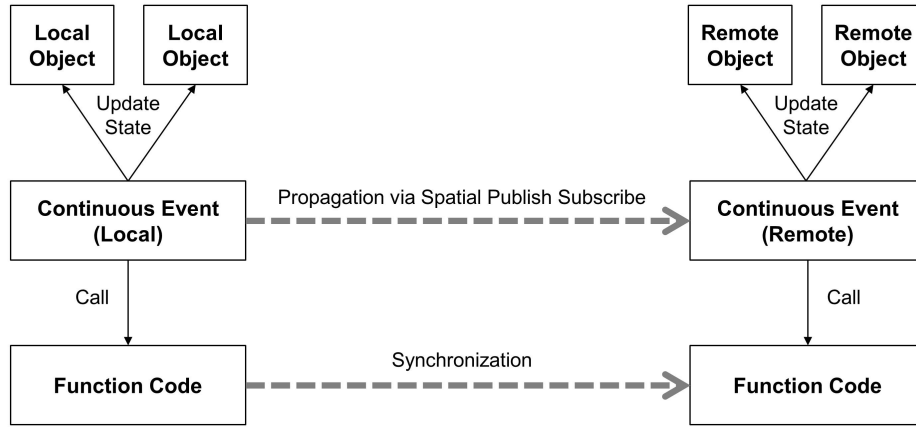 Local
Object
Local
Object
Remote
Object
Remote
Object
Update
State
Update
State
Continuous Event
(Local)
Propagation via Spatial Publish Subscribe
Continuous Event
(Remote)
Call
Call
Synchronization
Function Code
Function Code